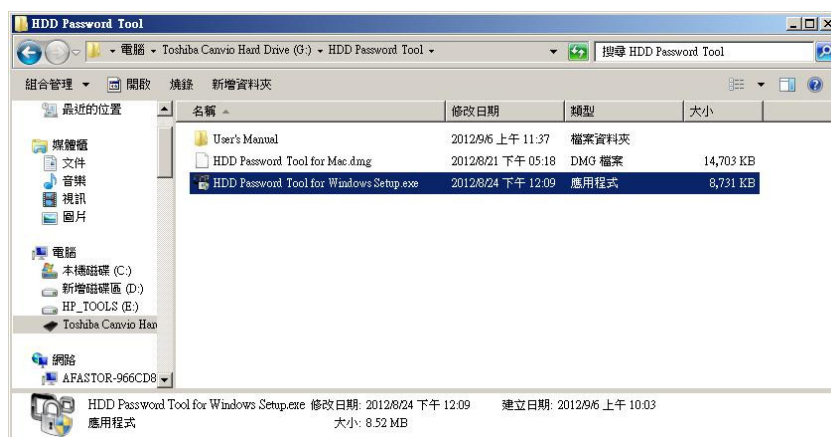 HDD Password Tool
電腦 Toshiba Canvio Hard Drive (G:) HDD Password Tool 搜尋 HDD Password Tool
組合管理 開啟 燒錄 新增資料夾
最近的位置
媒體櫃
文件
音樂
視訊
圖片
電腦
本機磁碟 (C:)
新增磁碟區 (D:)
HP_TOOLS (E:)
Toshiba Canvio Har
網路
AFASTOR-966CD8
名稱 修改日期 類型 大小
User's Manual 2012/9/6 上午 11:37 檔案資料夾
HDD Password Tool for Mac.dmg 2012/8/21 下午 05:18 DMG 檔案 14,703 KB
HDD Password Tool for Windows Setup.exe 2012/8/24 下午 12:09 應用程式 8,731 KB
HDD Password Tool for Windows Setup.exe 修改日期: 2012/8/24 下午 12:09 建立日期: 2012/9/6 上午 10:03
應用程式 大小: 8.52 MB